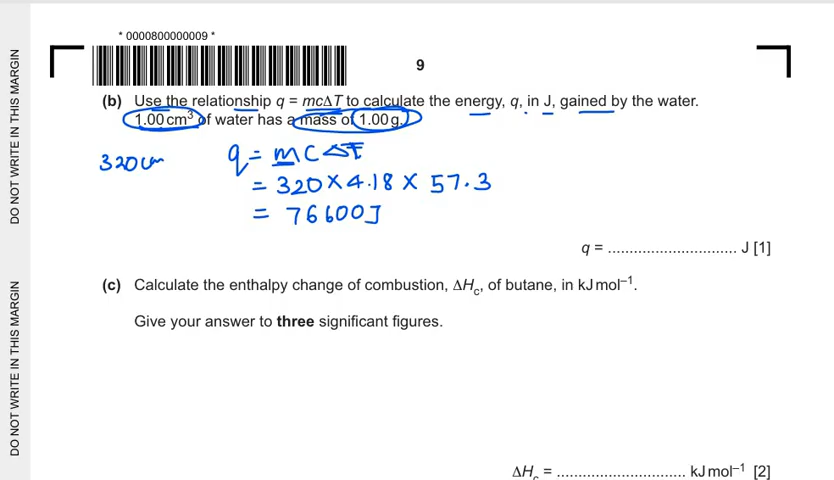 * 0000800000009 *
9
DO NOT WRITE IN THIS MARGIN
(b) Use the relationship q = mcΔT to calculate the energy, q, in J, gained by the water.
1.00 cm³ of water has a mass of 1.00 g.
320cm
q = mcΔT
= 320 × 4.18 × 57.3
= 76600J
q = .............................. J [1]
DO NOT WRITE IN THIS MARGIN
(c) Calculate the enthalpy change of combustion, ΔHc, of butane, in kJ mol⁻¹.
Give your answer to three significant figures.
ΔHc = .............................. kJ mol⁻¹ [2]